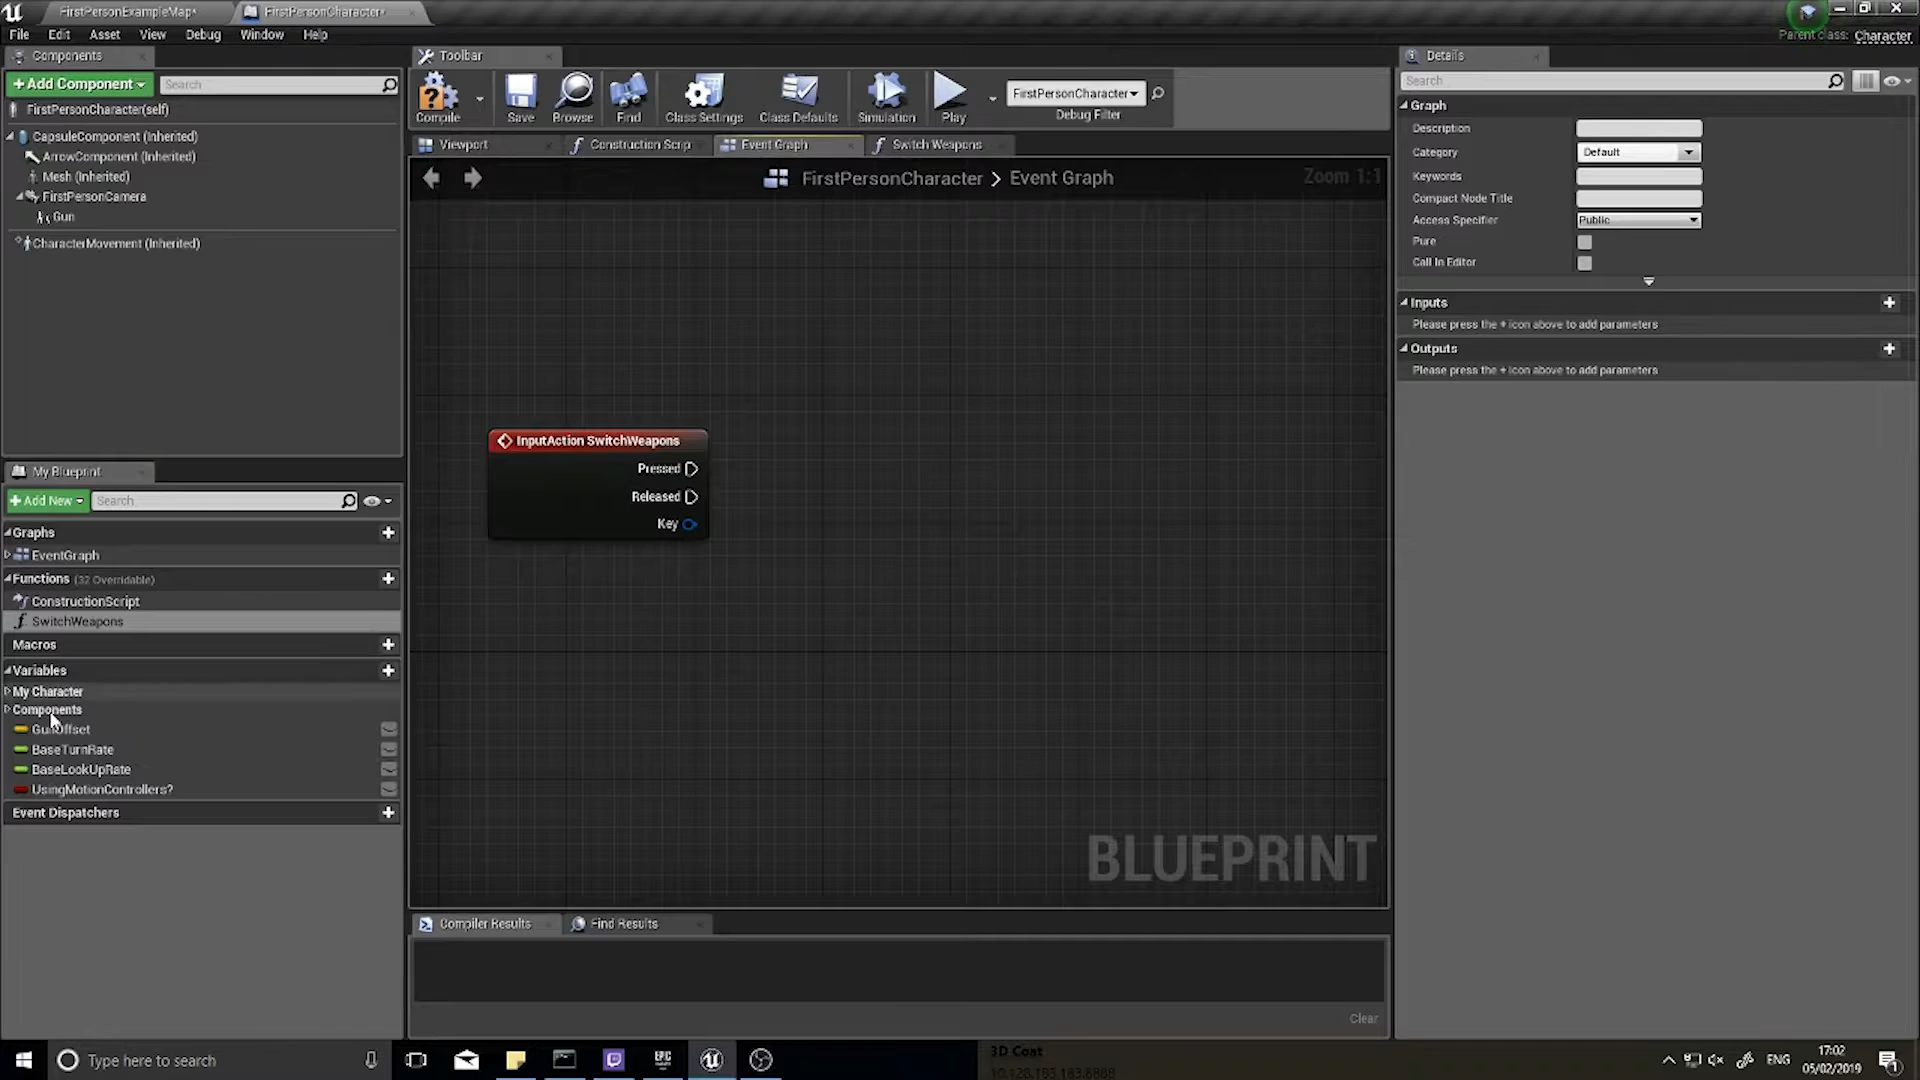 FirstPersonExampleMap*
FirstPersonCharacter*
File Edit Asset View Debug Window Help
Parent class: Character
Components
+ Add Component
Search
FirstPersonCharacter(self)
CapsuleComponent (Inherited)
ArrowComponent (Inherited)
Mesh (Inherited)
FirstPersonCamera
Gun
CharacterMovement (Inherited)
My Blueprint
+ Add New
Search
Graphs
EventGraph
Functions (32 Overridable)
ConstructionScript
SwitchWeapons
Macros
Variables
My Character
Components
GunOffset
BaseTurnRate
BaseLookUpRate
UsingMotionControllers?
Event Dispatchers
Toolbar
Compile
Save
Browse
Find
Class Settings
Class Defaults
Simulation
Play
FirstPersonCharacter
Debug Filter
Viewport
Construction Scrip
Event Graph
Switch Weapons
FirstPersonCharacter > Event Graph
Zoom 1:1
InputAction SwitchWeapons
Pressed
Released
Key
BLUEPRINT
Compiler Results
Find Results
Clear
Details
Search
Graph
Description
Category Default
Keywords
Compact Node Title
Access Specifier Public
Pure
Call In Editor
Inputs
Please press the + icon above to add parameters
Outputs
Please press the + icon above to add parameters
Type here to search
EPIC
3D Coat
10.128.183.183:8888
ENG
17:02
05/02/2019